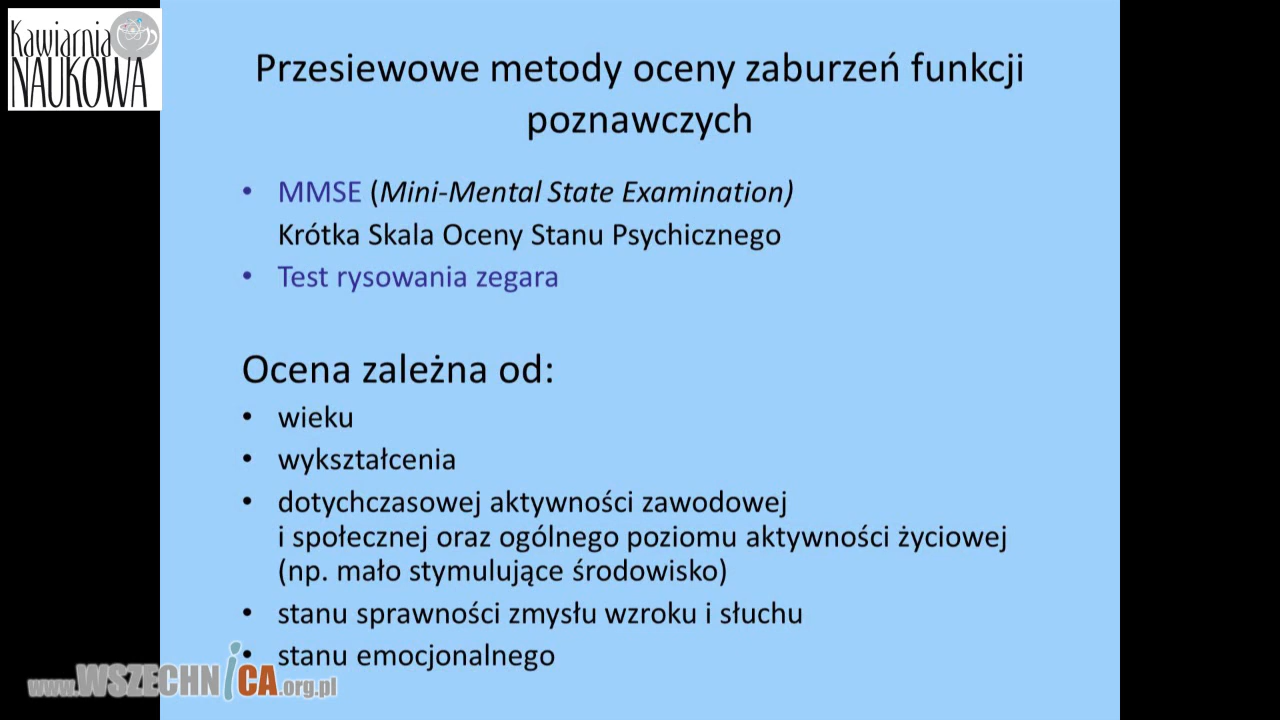 Kawiarnia
NAUKOWA
Przesiewowe metody oceny zaburzeń funkcji
poznawczych
• MMSE (Mini-Mental State Examination)
Krótka Skala Oceny Stanu Psychicznego
• Test rysowania zegara
Ocena zależna od:
• wieku
• wykształcenia
• dotychczasowej aktywności zawodowej
i społecznej oraz ogólnego poziomu aktywności życiowej
(np. mało stymulujące środowisko)
• stanu sprawności zmysłu wzroku i słuchu
• stanu emocjonalnego
www.WSZECHNiCA.org.pl